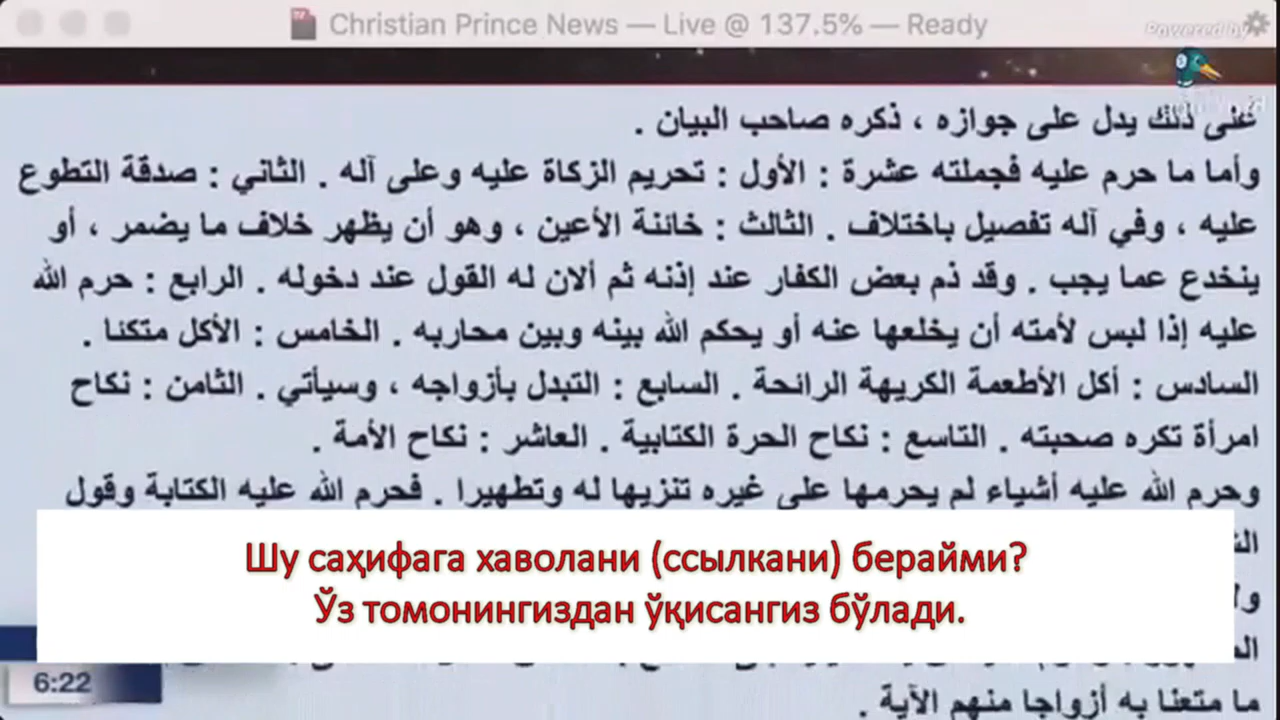 Christian Prince News — Live @ 137.5% — Ready
Powered by
على ذلك يدل على جوازه ، ذكره صاحب البيان .
وأما ما حرم عليه فجملته عشرة : الأول : تحريم الزكاة عليه وعلى آله . الثاني : صدقة التطوع
عليه ، وفي آله تفصيل باختلاف . الثالث : خائنة الأعين ، وهو أن يظهر خلاف ما يضمر ، أو
ينخدع عما يجب . وقد ذم بعض الكفار عند إذنه ثم ألان له القول عند دخوله . الرابع : حرم الله
عليه إذا لبس لأمته أن يخلعها عنه أو يحكم الله بينه وبين محاربه . الخامس : الأكل متكئا .
السادس : أكل الأطعمة الكريهة الرائحة . السابع : التبدل بأزواجه ، وسيأتي . الثامن : نكاح
امرأة تكره صحبته . التاسع : نكاح الحرة الكتابية . العاشر : نكاح الأمة .
وحرم الله عليه أشياء لم يحرمها على غيره تنزيها له وتطهيرا . فحرم الله عليه الكتابة وقول
Шу саҳифага хаволани (ссылкани) берайми?
Ўз томонингиздан ўқисангиз бўлади.
6:22
ما متعنا به أزواجا منهم الآية .